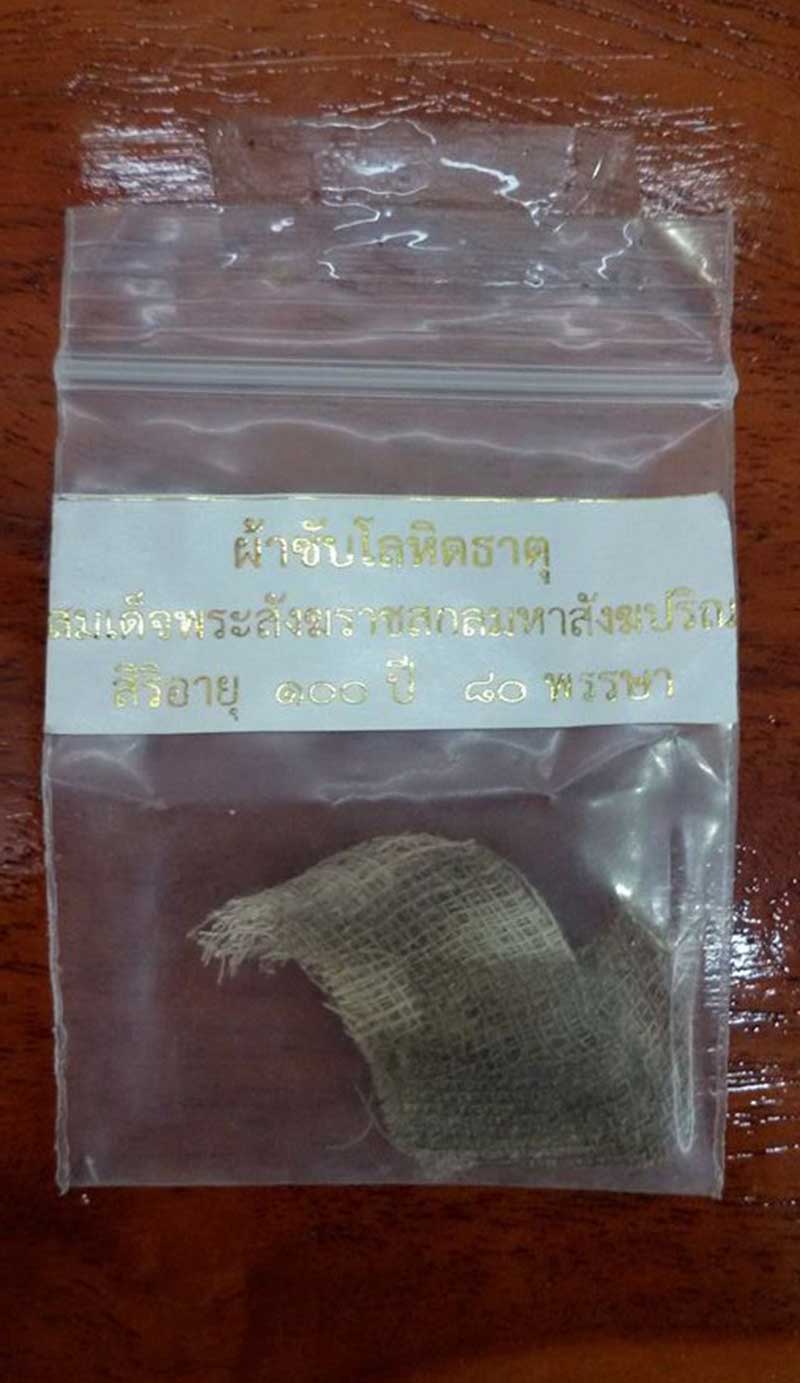 ผ้าซับโลหิตธาตุ
สมเด็จพระสังฆราชสกลมหาสังฆปริณ
สิริอายุ ๑๐๐ ปี ๘๐ พรรษา